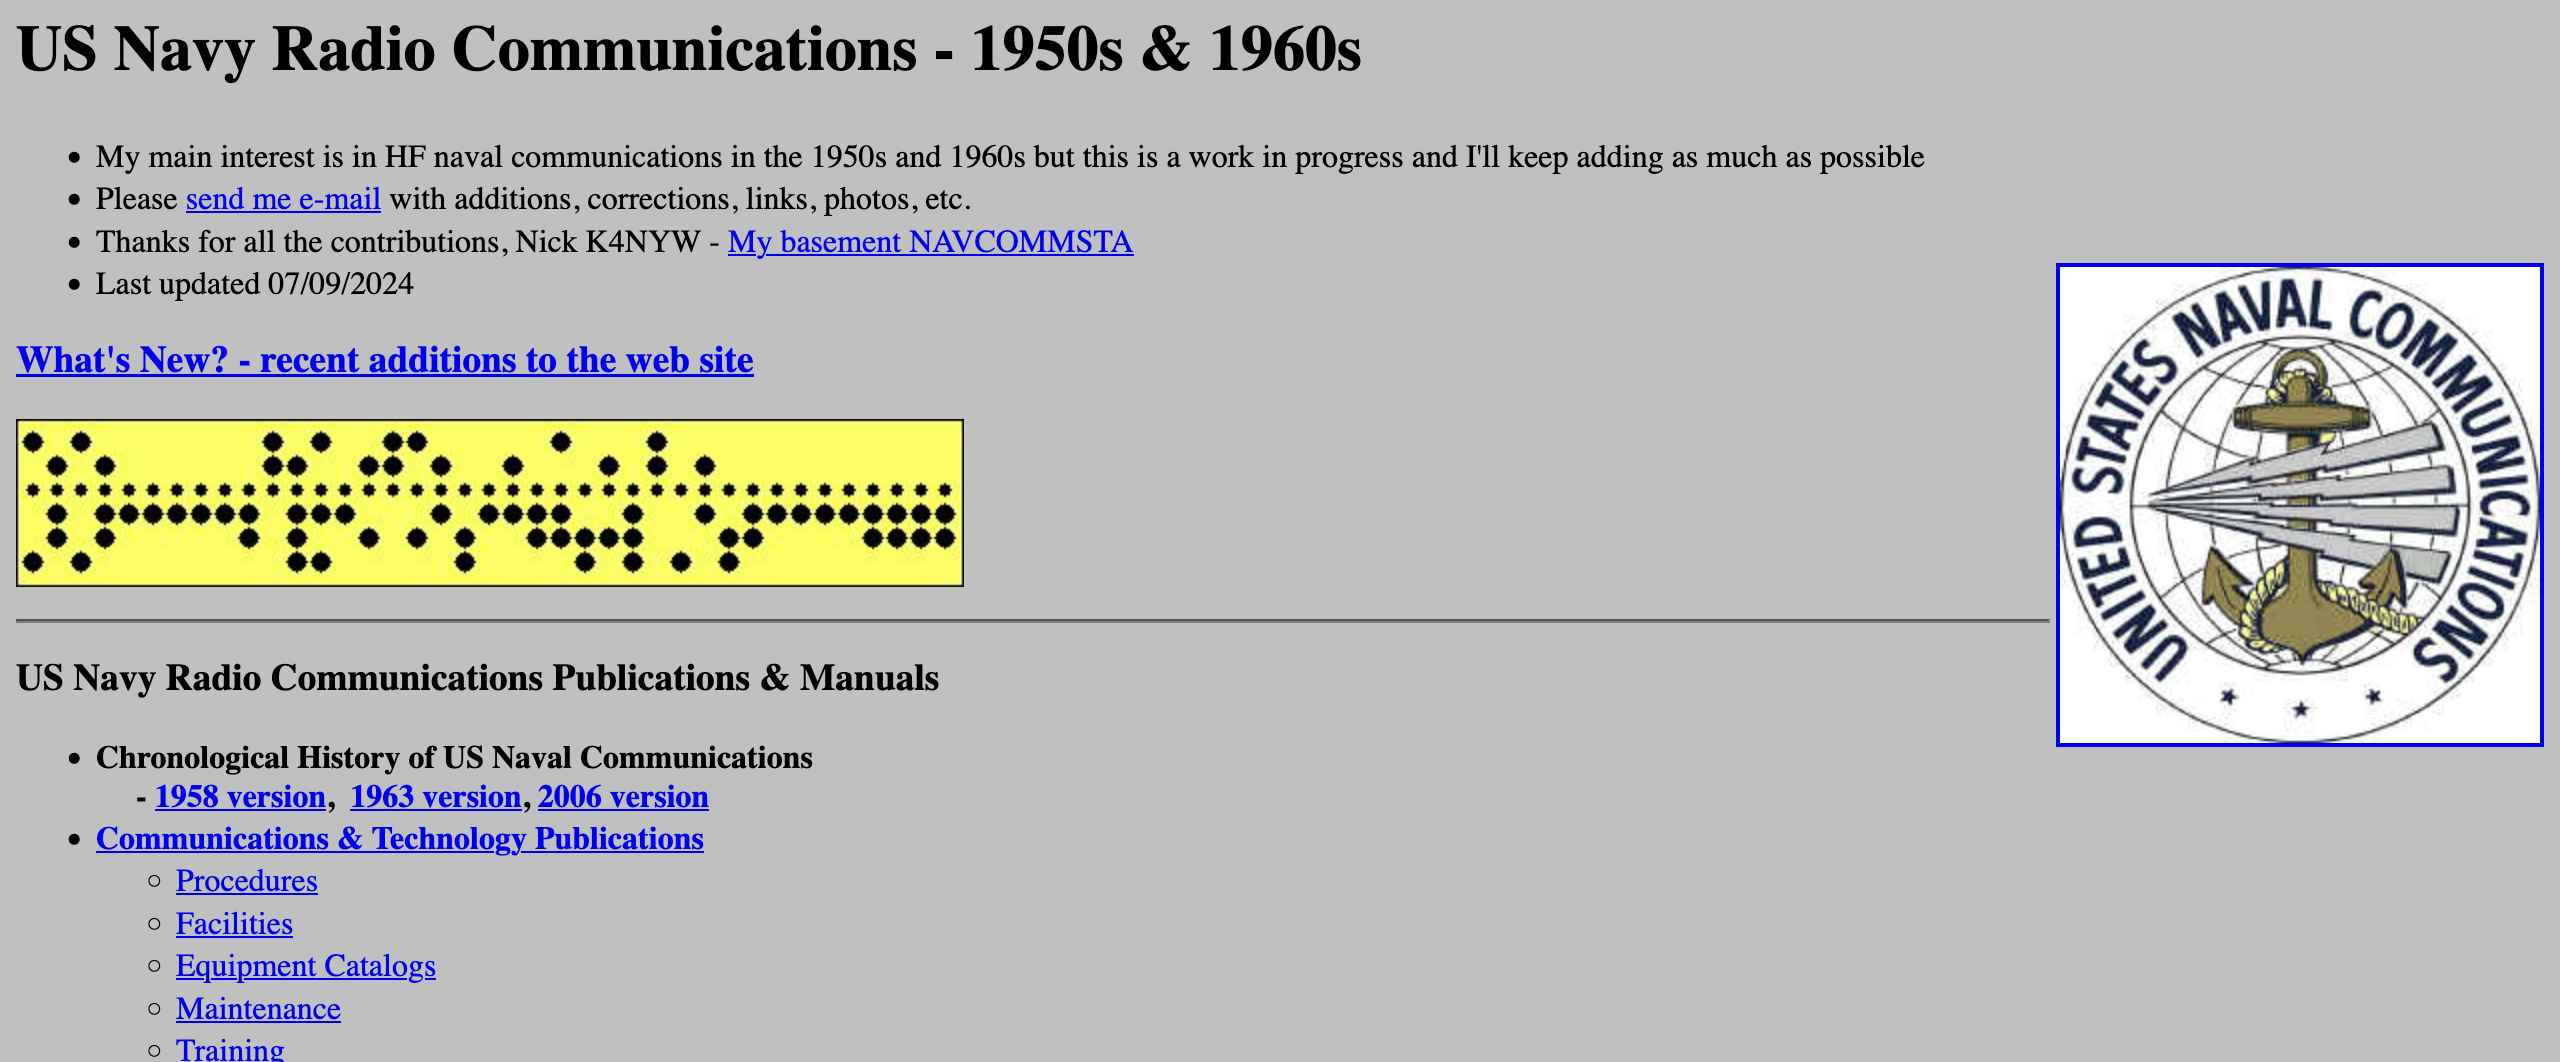 US Navy Radio Communications - 1950s & 1960s
My main interest is in HF naval communications in the 1950s and 1960s but this is a work in progress and I'll keep adding as much as possible
Please send me e-mail with additions, corrections, links, photos, etc.
Thanks for all the contributions, Nick K4NYW - My basement NAVCOMMSTA
Last updated 07/09/2024
What's New? - recent additions to the web site
UNITED STATES NAVAL COMMUNICATIONS
US Navy Radio Communications Publications & Manuals
Chronological History of US Naval Communications
- 1958 version, 1963 version, 2006 version
Communications & Technology Publications
Procedures
Facilities
Equipment Catalogs
Maintenance
Training